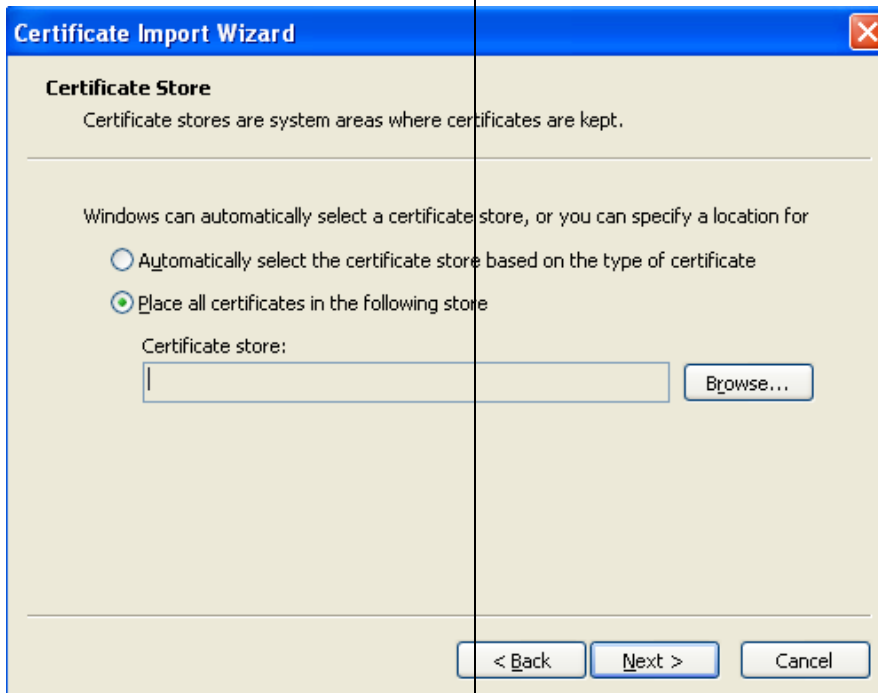 Certificate Import Wizard
Certificate Store
Certificate stores are system areas where certificates are kept.
Windows can automatically select a certificate store, or you can specify a location for
Automatically select the certificate store based on the type of certificate
Place all certificates in the following store
Certificate store:
Browse...
< Back Next > Cancel